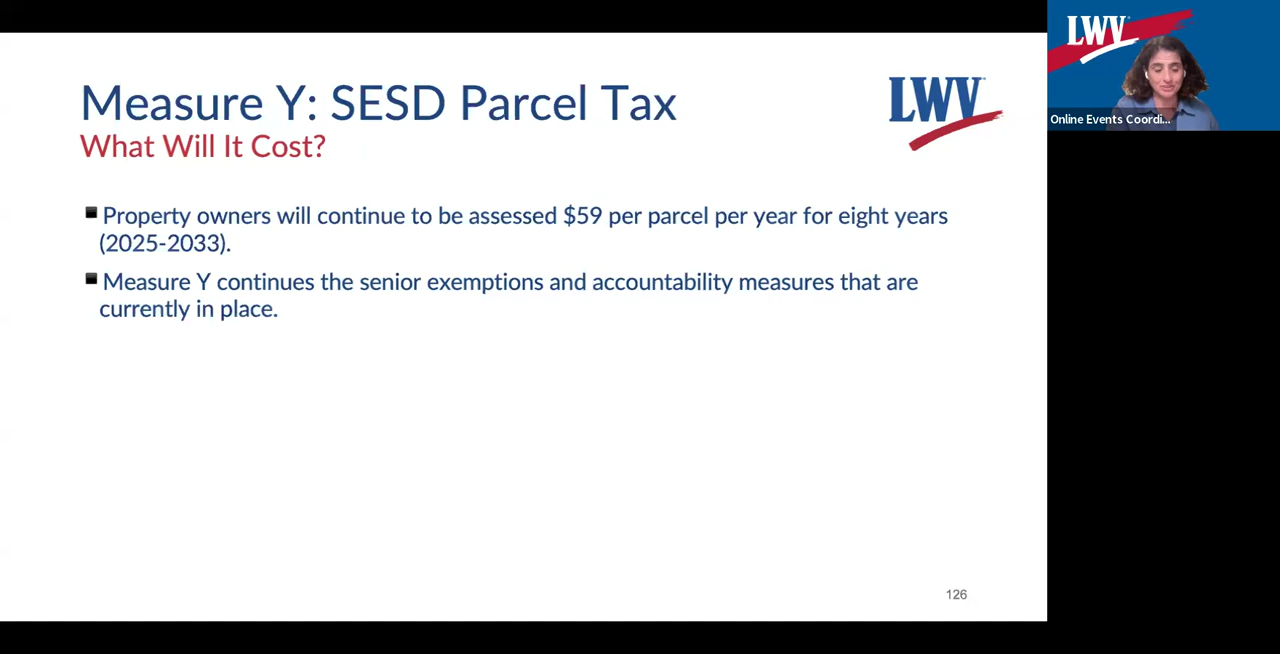 Measure Y: SESD Parcel Tax
What Will It Cost?
LWV
Property owners will continue to be assessed $59 per parcel per year for eight years
(2025-2033).
Measure Y continues the senior exemptions and accountability measures that are
currently in place.
126
LWV
Online Events Coordi...